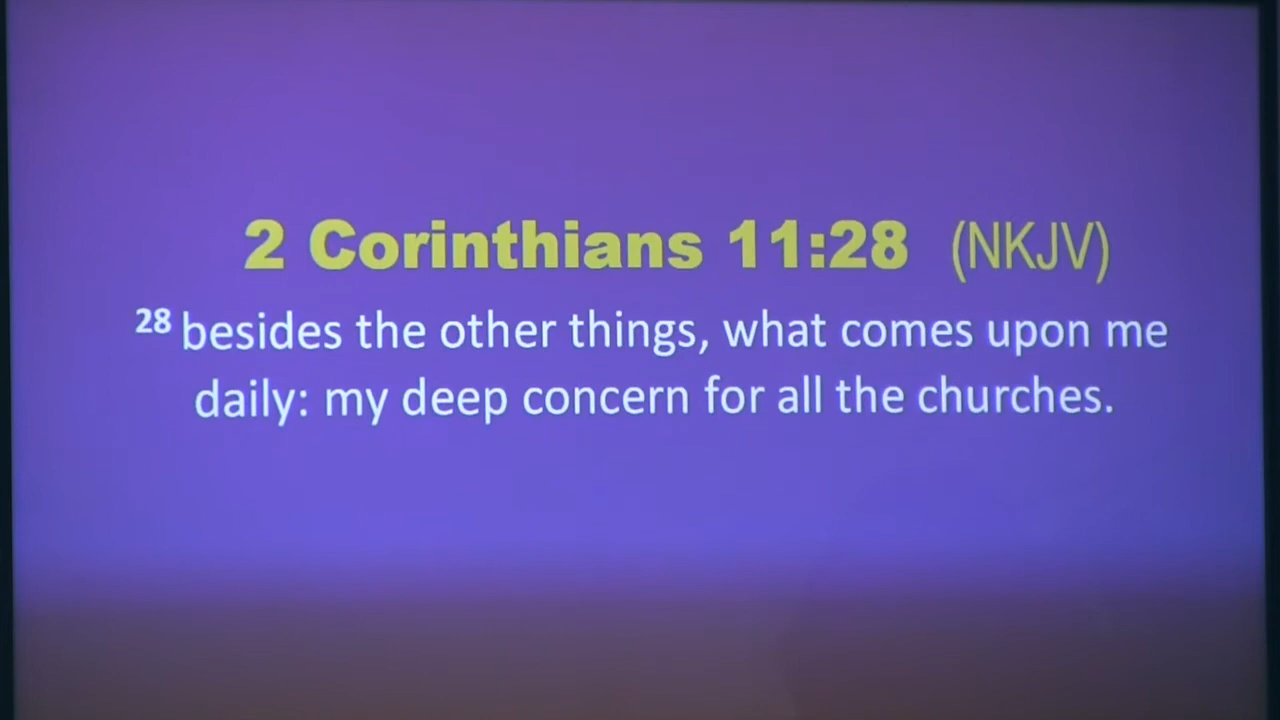 2 Corinthians 11:28 (NKJV)
28 besides the other things, what comes upon me
daily: my deep concern for all the churches.